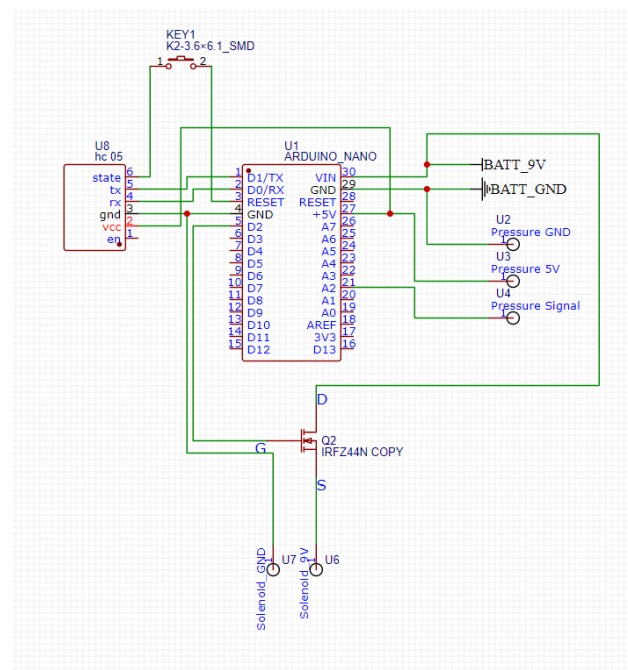 KEY1
K2-3.6×6.1_SMD
1 2
U8
hc 05
state 6
tx 5
rx 4
gnd 3
vcc 2
en 1
U1
ARDUINO_NANO
1 D1/TX VIN 30
2 D0/RX GND 29
3 RESET RESET 28
4 GND +5V 27
5 D2 A7 26
6 D3 A6 25
7 D4 A5 24
8 D5 A4 23
9 D6 A3 22
10 D7 A2 21
11 D8 A1 20
12 D9 A0 19
13 D10 AREF 18
14 D11 3V3 17
15 D12 D13 16
BATT_9V
BATT_GND
U2
Pressure GND
1
U3
Pressure 5V
1
U4
Pressure Signal
1
D
G
S
Q2
IRFZ44N COPY
Solenoid_GND
1
U7
Solenoid_9V
1
U6